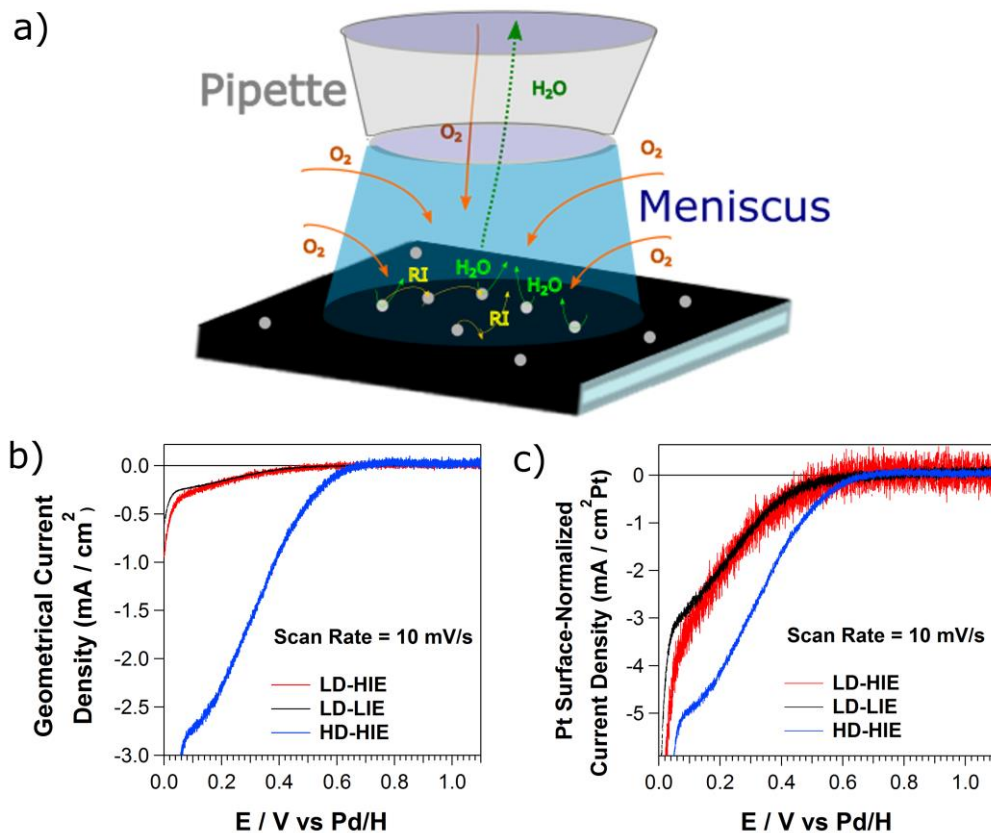 a)
Pipette
H₂O
O₂
O₂
O₂
Meniscus
O₂
O₂
RI
H₂O
H₂O
RI
b)
Geometrical Current
Density (mA / cm²)
0.0
-0.5
-1.0
-1.5
-2.0
-2.5
-3.0
Scan Rate = 10 mV/s
LD-HIE
LD-LIE
HD-HIE
0.0 0.2 0.4 0.6 0.8 1.0
E / V vs Pd/H
c)
Pt Surface-Normalized
Current Density (mA / cm²Pt)
0
-1
-2
-3
-4
-5
Scan Rate = 10 mV/s
LD-HIE
LD-LIE
HD-HIE
0.0 0.2 0.4 0.6 0.8 1.0
E / V vs Pd/H